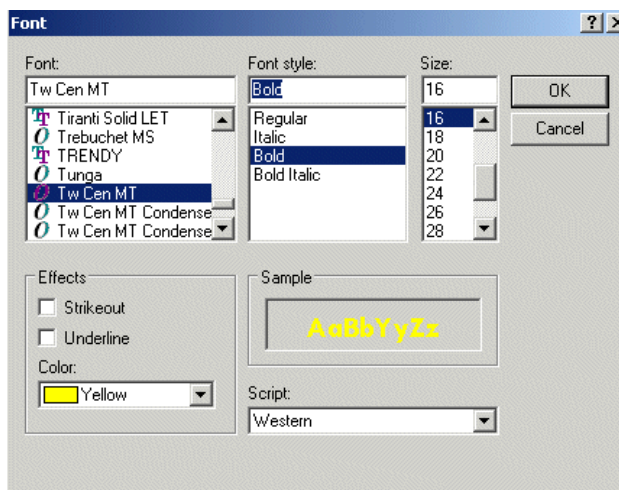 Font
Font:
Tw Cen MT
Tiranti Solid LET
Trebuchet MS
TRENDY
Tunga
Tw Cen MT
Tw Cen MT Condense
Tw Cen MT Condense
Font style:
Bold
Regular
Italic
Bold
Bold Italic
Size:
16
16
18
20
22
24
26
28
OK
Cancel
Effects
Strikeout
Underline
Color:
Yellow
Sample
AaBbYyZz
Script:
Western